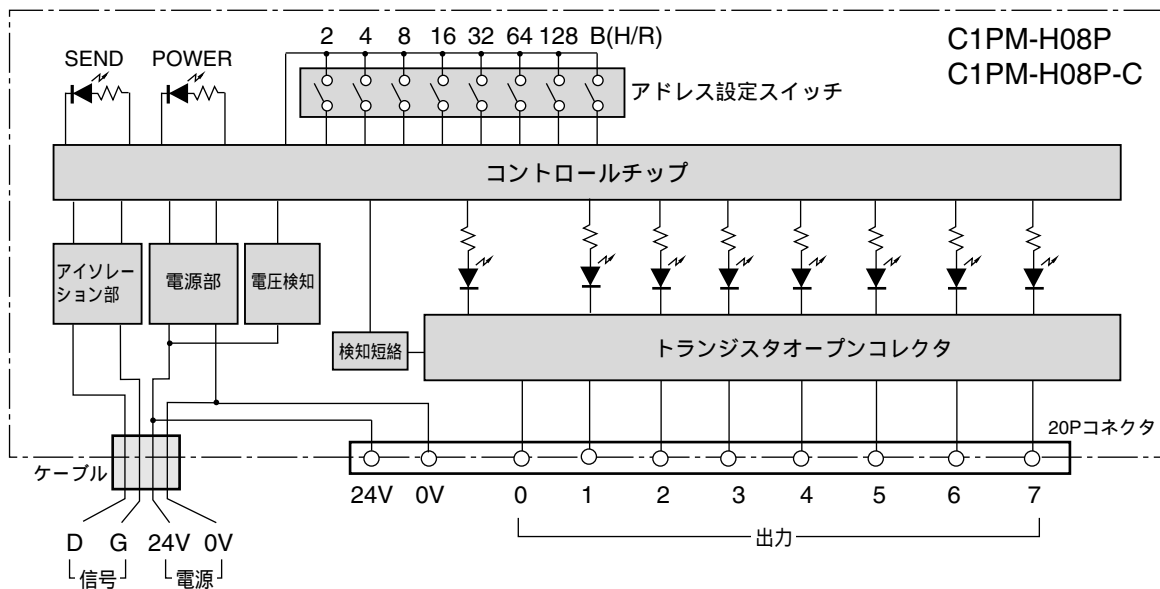 C1PM-H08P
C1PM-H08P-C
2 4 8 16 32 64 128 B(H/R)
SEND POWER
アドレス設定スイッチ
コントロールチップ
アイソレー
ション部
電源部
電圧検知
検知短絡
トランジスタオープンコレクタ
20Pコネクタ
ケーブル
24V 0V 0 1 2 3 4 5 6 7
出力
D G 24V 0V
信号 電源